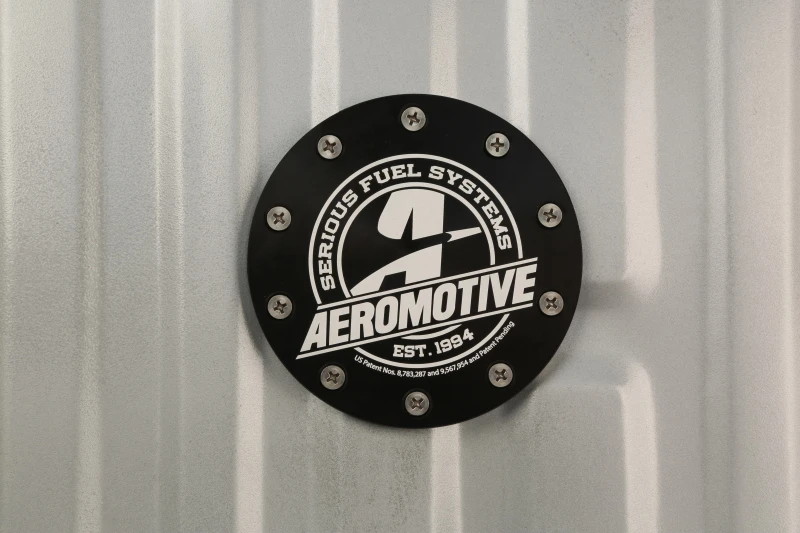 SERIOUS FUEL SYSTEMS
A
AEROMOTIVE
EST. 1994
US Patent Nos. 8,783,287 and 9,567,954 and Patent Pending